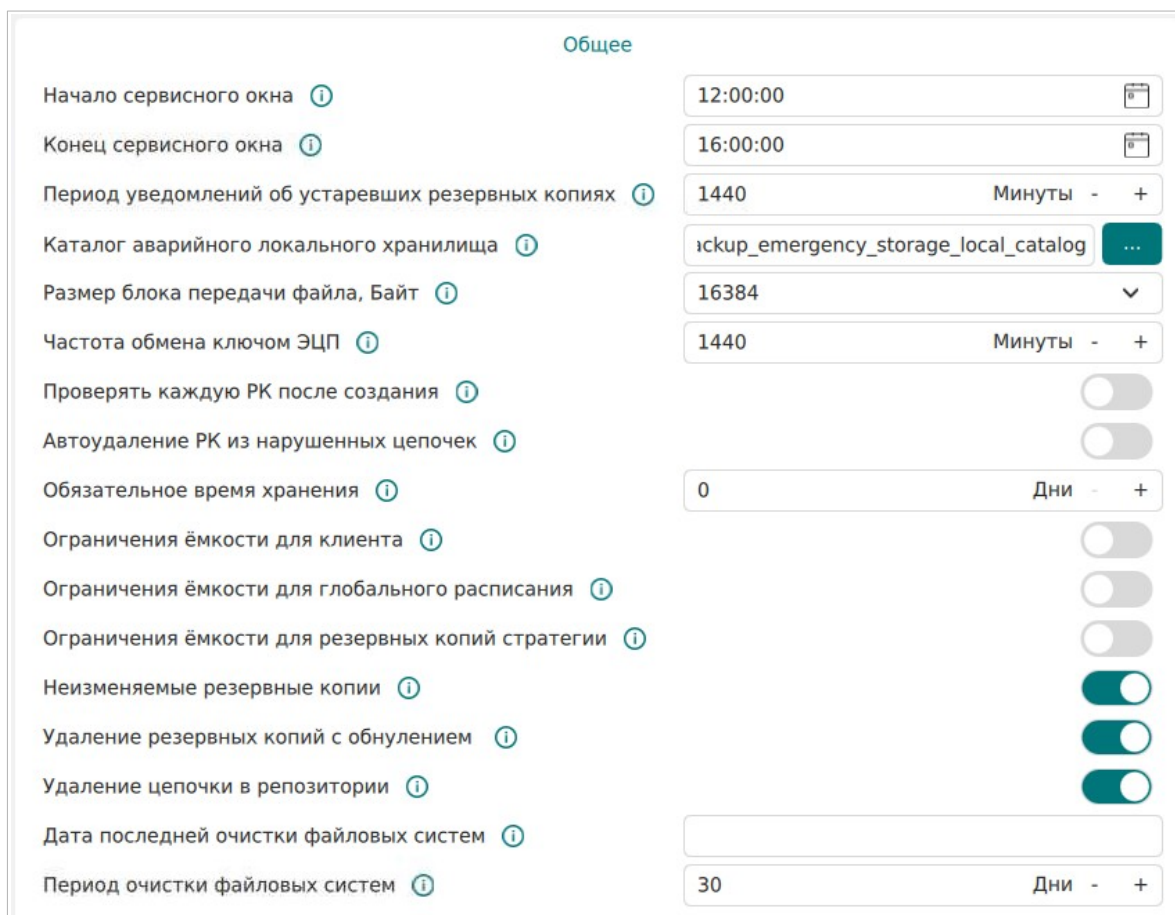 Общее
Начало сервисного окна 12:00:00
Конец сервисного окна 16:00:00
Период уведомлений об устаревших резервных копиях 1440 Минуты - +
Каталог аварийного локального хранилища ackup_emergency_storage_local_catalog ...
Размер блока передачи файла, Байт 16384
Частота обмена ключом ЭЦП 1440 Минуты - +
Проверять каждую РК после создания
Автоудаление РК из нарушенных цепочек
Обязательное время хранения 0 Дни - +
Ограничения ёмкости для клиента
Ограничения ёмкости для глобального расписания
Ограничения ёмкости для резервных копий стратегии
Неизменяемые резервные копии
Удаление резервных копий с обнулением
Удаление цепочки в репозитории
Дата последней очистки файловых систем
Период очистки файловых систем 30 Дни - +